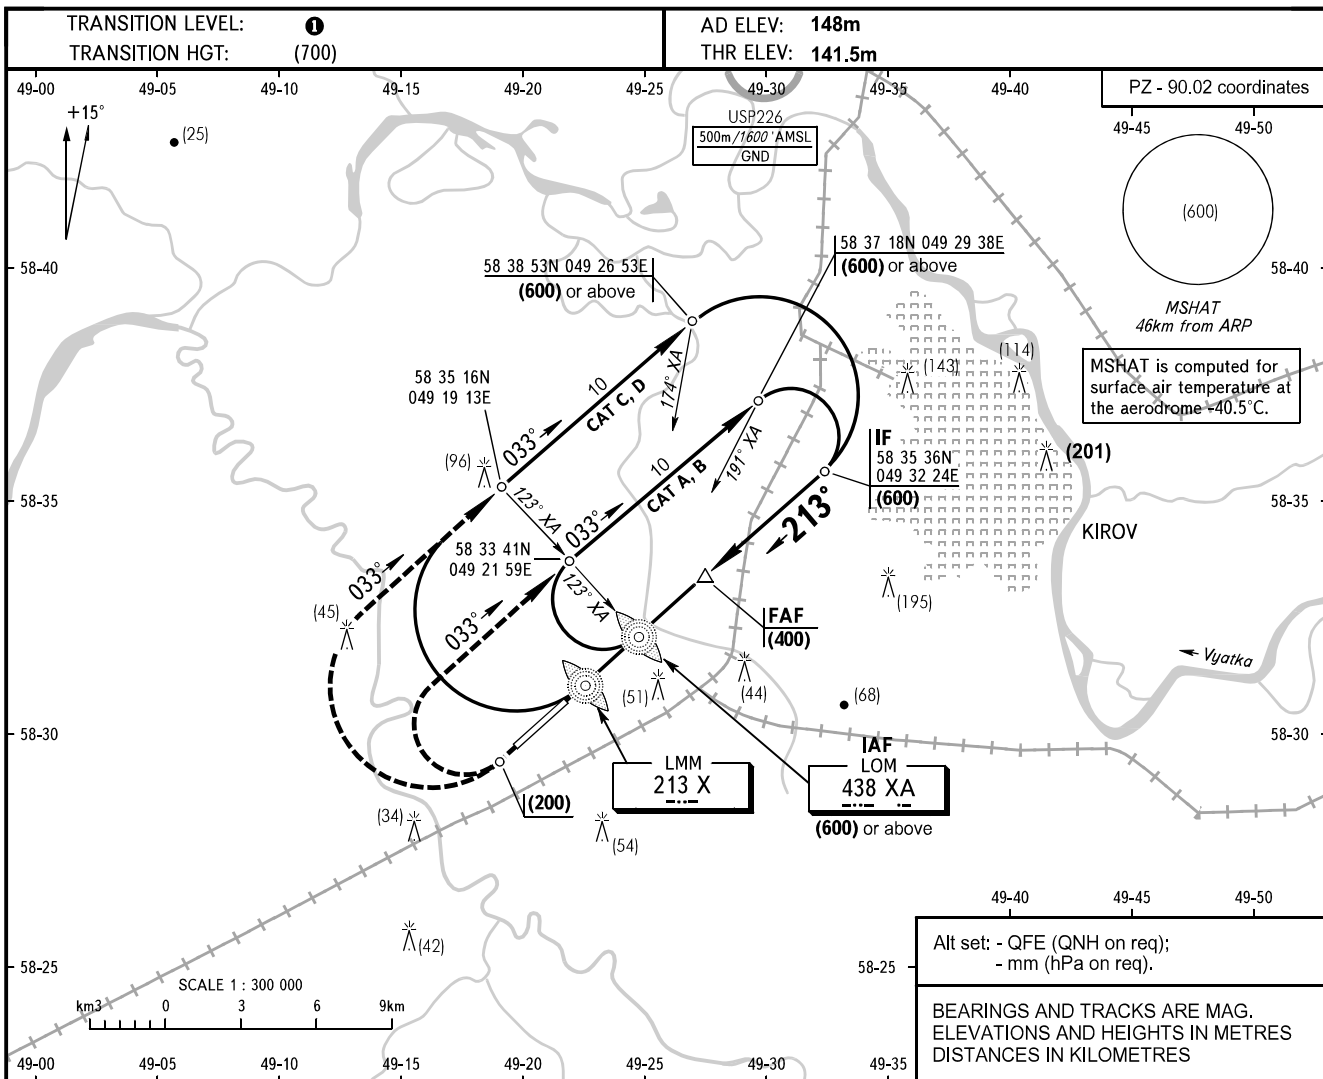 TRANSITION LEVEL: ❶
TRANSITION HGT: (700)
AD ELEV: 148m
THR ELEV: 141.5m
49-00 49-05 49-10 49-15 49-20 49-25 49-30 49-35 49-40
PZ - 90.02 coordinates
49-45 49-50
+15°
(25)
USP226
500m/1600'AMSL
GND
(600)
MSHAT
46km from ARP
MSHAT is computed for
surface air temperature at
the aerodrome -40.5°C.
58-40
58-40
58 38 53N 049 26 53E
(600) or above
58 37 18N 049 29 38E
(600) or above
58 35 16N
049 19 13E
10
CAT C, D
033°
174° XA
10
CAT A, B
033°
191° XA
(143)
(114)
(201)
(96)
IF
58 35 36N
049 32 24E
(600)
58-35
58-35
123° XA
213°
KIROV
58 33 41N
049 21 59E
123° XA
033°
033°
(45)
FAF
(400)
(195)
Vyatka
(51)
(44)
(68)
58-30
58-30
LMM
213 X
IAF
LOM
438 XA
(600) or above
(200)
(34)
(54)
(42)
49-40 49-45 49-50
58-25
58-25
SCALE 1 : 300 000
km3 0 3 6 9km
Alt set: - QFE (QNH on req);
- mm (hPa on req).
BEARINGS AND TRACKS ARE MAG.
ELEVATIONS AND HEIGHTS IN METRES
DISTANCES IN KILOMETRES
49-00 49-05 49-10 49-15 49-20 49-25 49-30 49-35